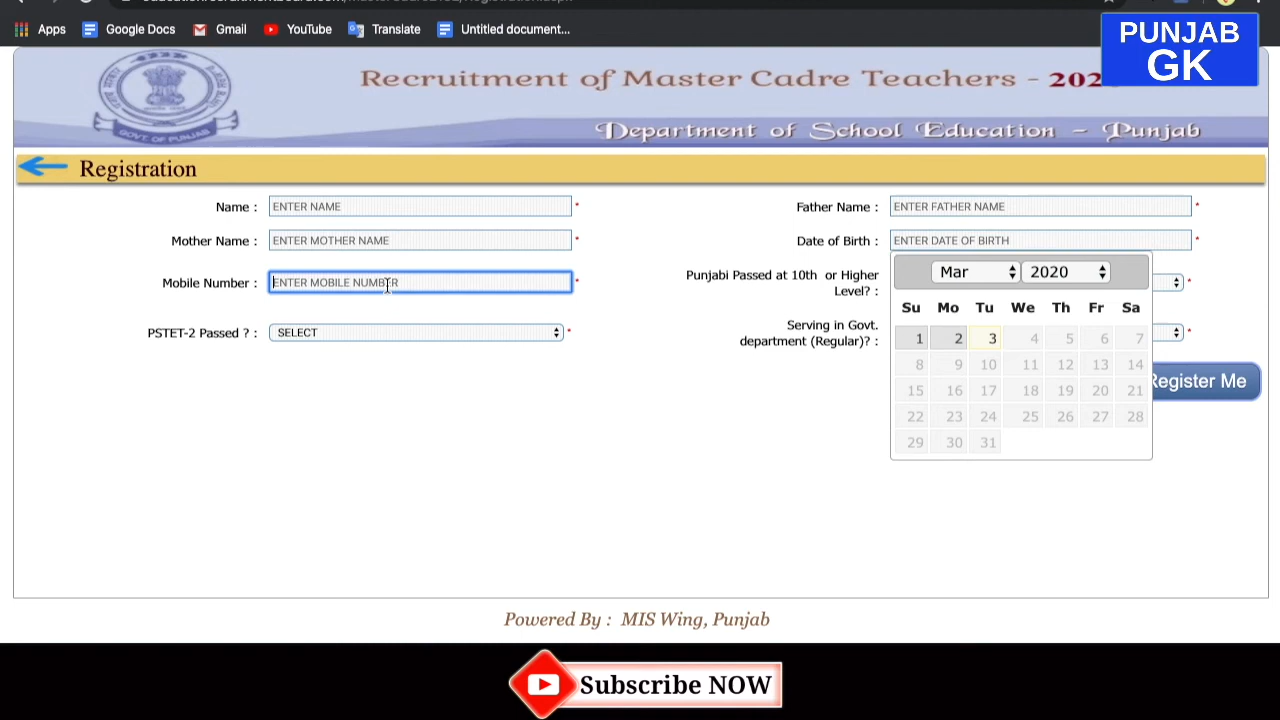 Apps
Google Docs
Gmail
YouTube
Translate
Untitled document...
PUNJAB
GK
Recruitment of Master Cadre Teachers -
GOVT. OF PUNJAB
Department of School Education - Punjab
Registration
Name :
ENTER NAME
*
Father Name :
ENTER FATHER NAME
*
Mother Name :
ENTER MOTHER NAME
*
Date of Birth :
ENTER DATE OF BIRTH
*
Mobile Number :
ENTER MOBILE NUMBER
*
Punjabi Passed at 10th or Higher
Level? :
*
PSTET-2 Passed ? :
SELECT
*
Serving in Govt.
department (Regular)? :
*
Mar 2020
Su Mo Tu We Th Fr Sa
1 2 3 4 5 6 7
8 9 10 11 12 13 14
15 16 17 18 19 20 21
22 23 24 25 26 27 28
29 30 31
Register Me
Powered By : MIS Wing, Punjab
Subscribe NOW